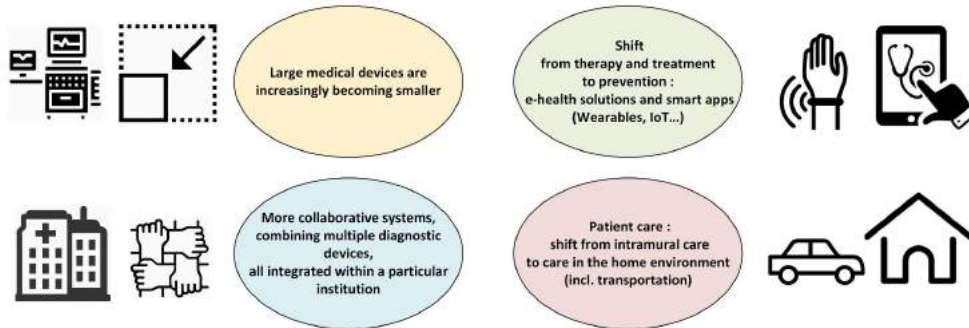 Large medical devices are
increasingly becoming smaller
Shift
from therapy and treatment
to prevention :
e-health solutions and smart apps
(Wearables, IoT...)
More collaborative systems,
combining multiple diagnostic
devices,
all integrated within a particular
institution
Patient care :
shift from intramural care
to care in the home environment
(incl. transportation)